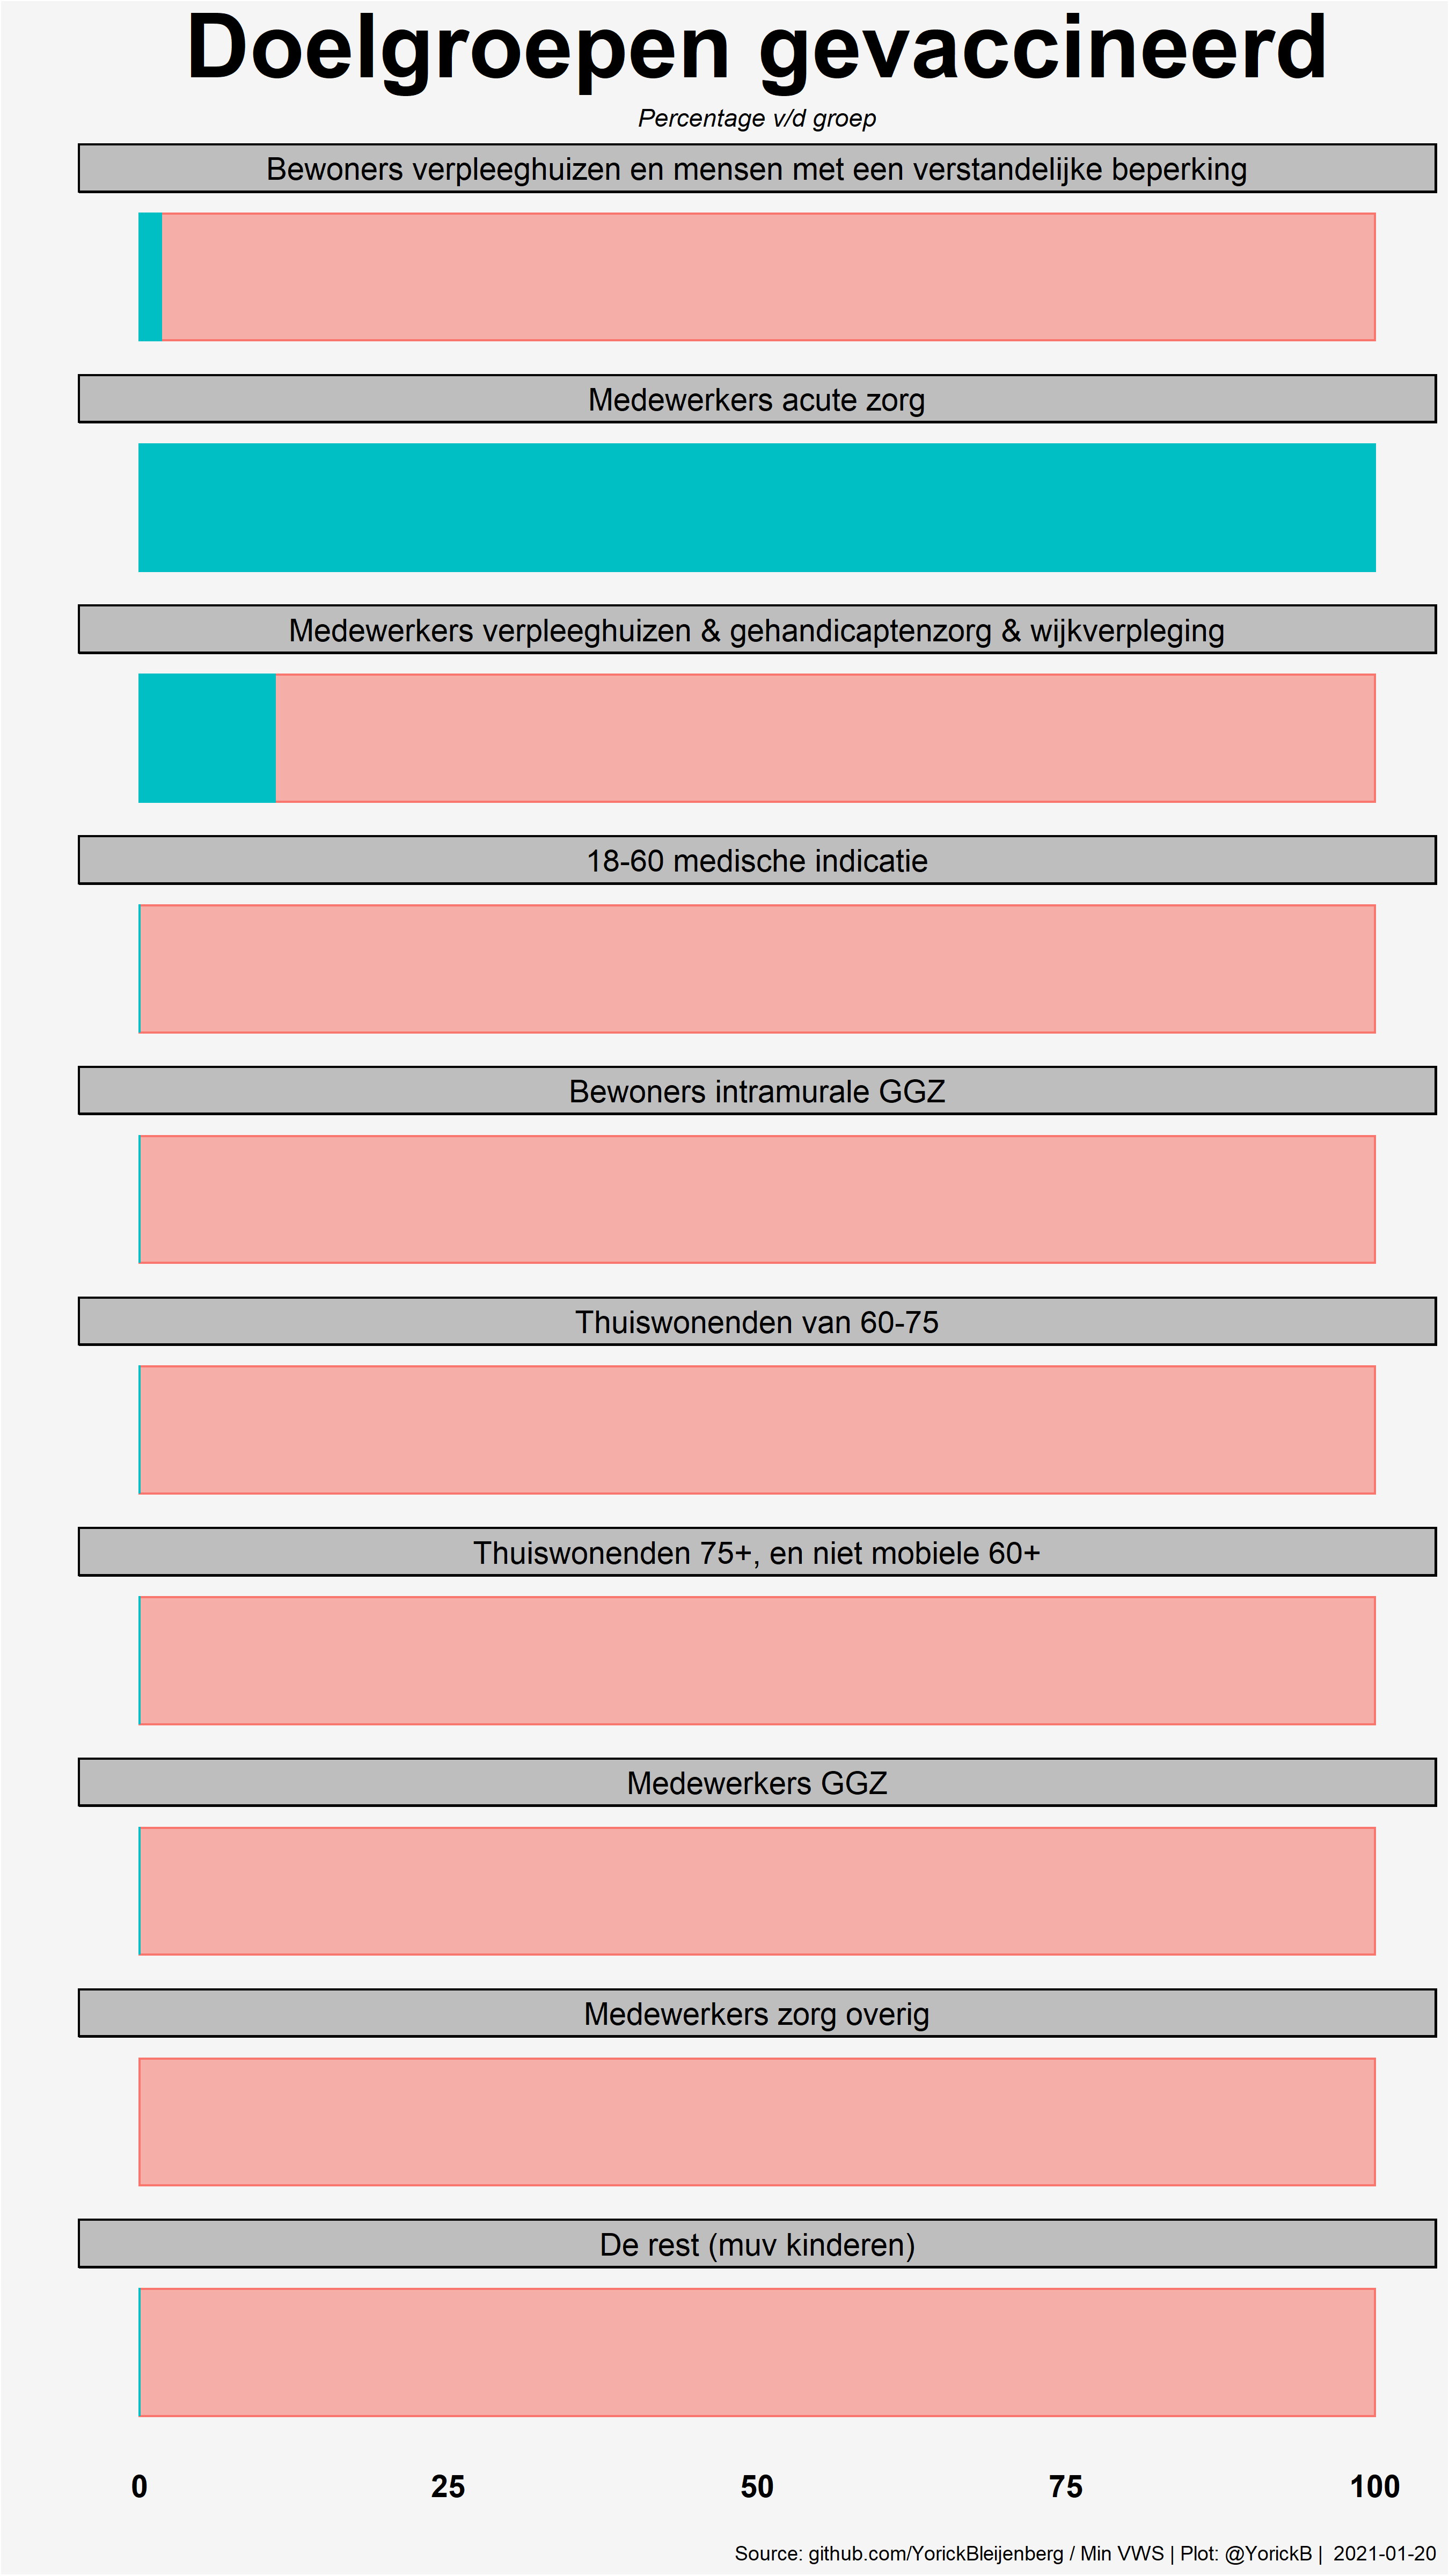 Doelgroepen gevaccineerd
Percentage v/d groep
Bewoners verpleeghuizen en mensen met een verstandelijke beperking
Medewerkers acute zorg
Medewerkers verpleeghuizen & gehandicaptenzorg & wijkverpleging
18-60 medische indicatie
Bewoners intramurale GGZ
Thuiswonenden van 60-75
Thuiswonenden 75+, en niet mobiele 60+
Medewerkers GGZ
Medewerkers zorg overig
De rest (muv kinderen)
0 25 50 75 100
Source: github.com/YorickBleijenberg / Min VWS | Plot: @YorickB | 2021-01-20